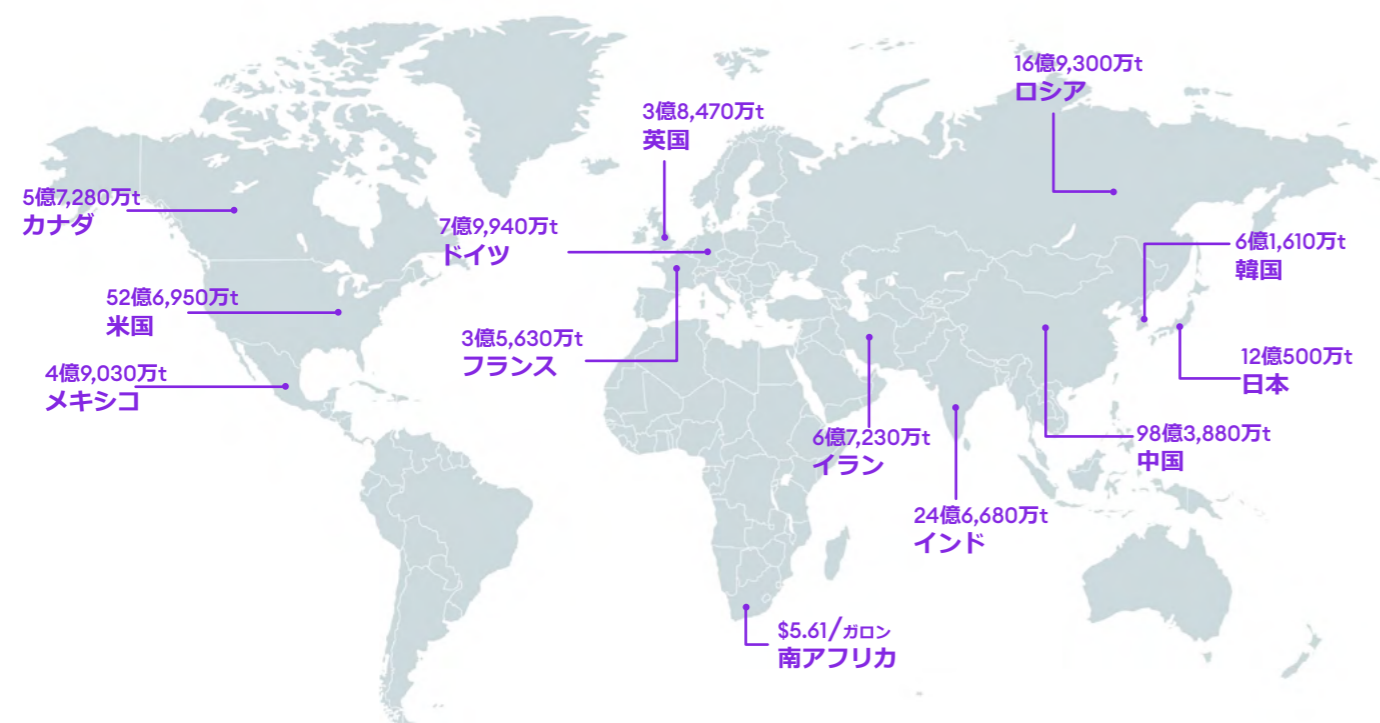 16億9,300万t
ロシア
3億8,470万t
英国
5億7,280万t
カナダ
7億9,940万t
ドイツ
6億1,610万t
韓国
52億6,950万t
米国
3億5,630万t
フランス
12億500万t
日本
4億9,030万t
メキシコ
6億7,230万t
イラン
98億3,880万t
中国
24億6,680万t
インド
$5.61/ガロン
南アフリカ